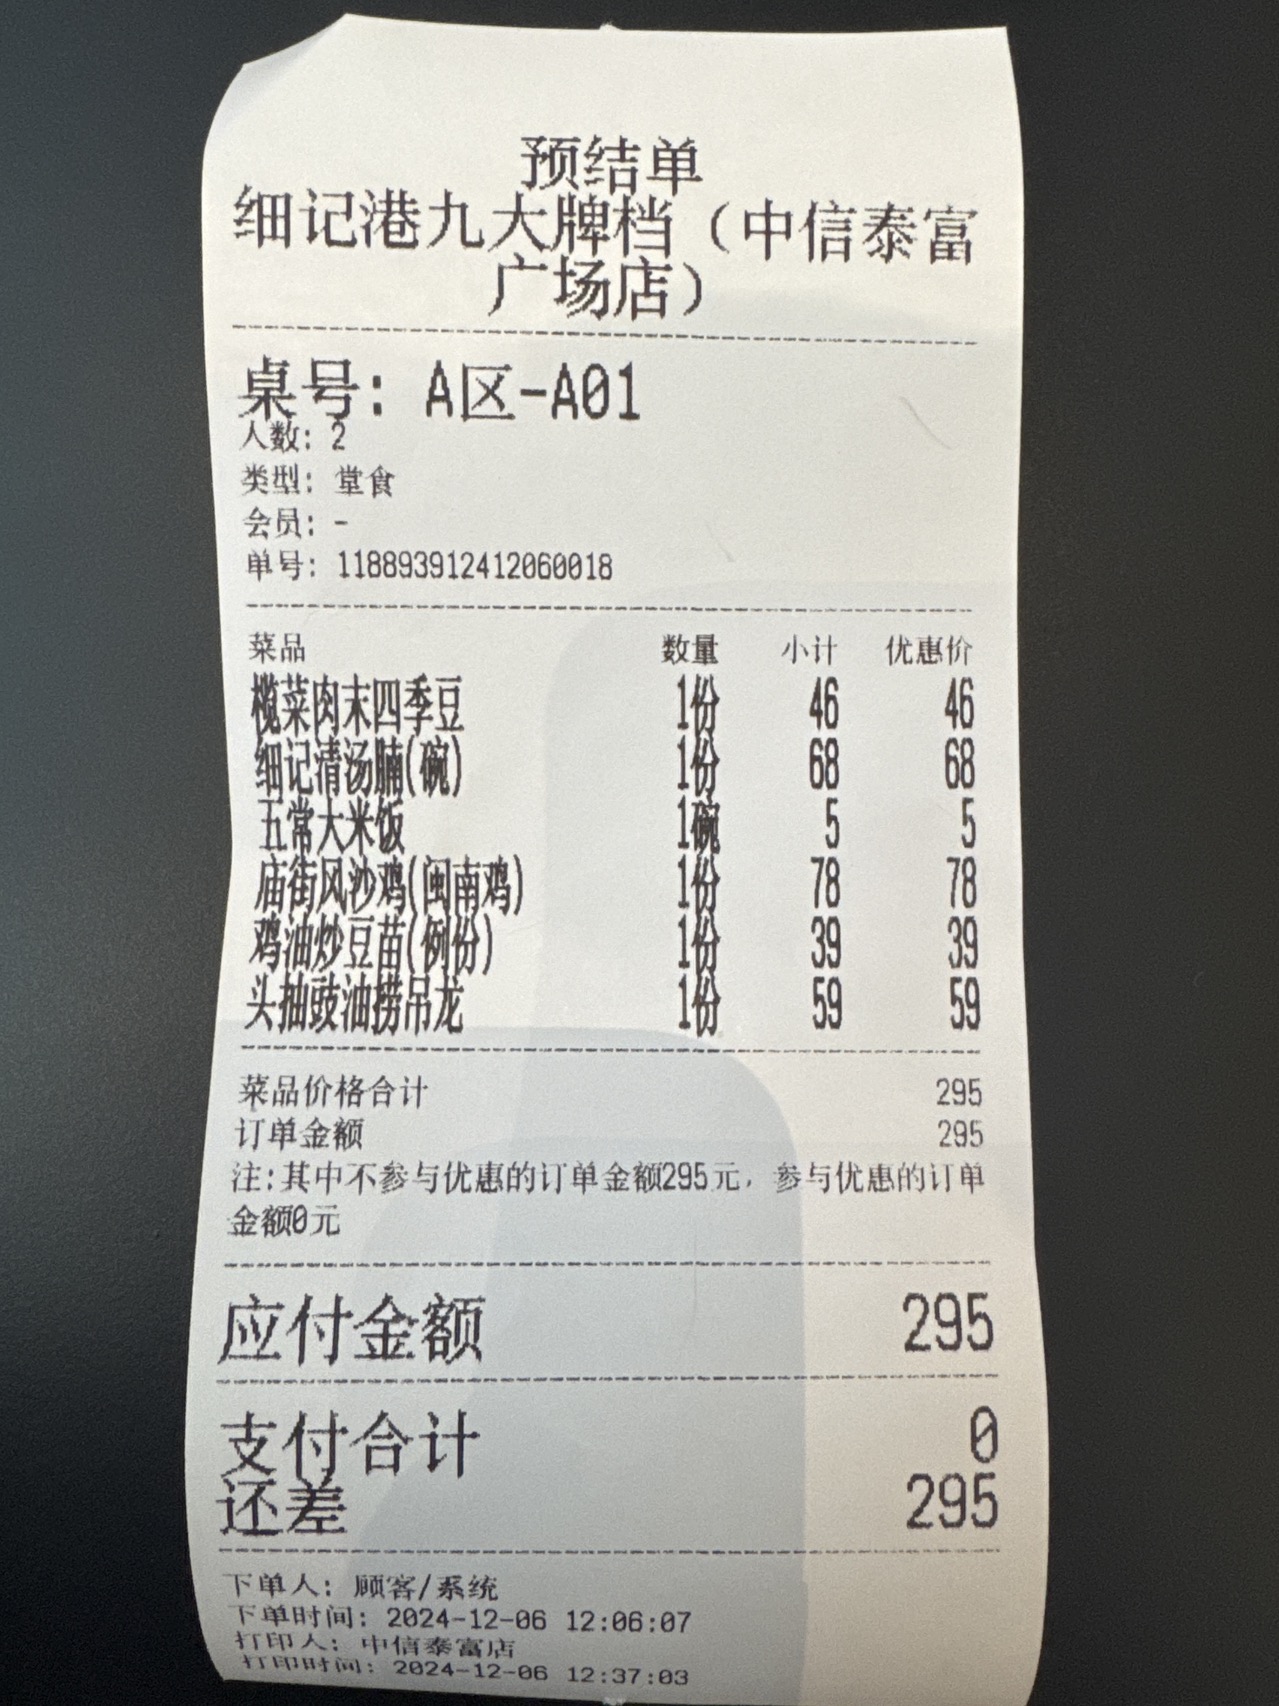 预结单
细记港九大牌档（中信泰富
广场店）
桌号：A区-A01
人数：2
类型：堂食
会员：-
单号：118893912412060018
菜品 数量 小计 优惠价
榄菜肉末四季豆 1份 46 46
细记清汤腩(碗) 1份 68 68
五常大米饭 1碗 5 5
庙街风沙鸡(闽南鸡) 1份 78 78
鸡油炒豆苗(例份) 1份 39 39
头抽豉油捞吊龙 1份 59 59
菜品价格合计 295
订单金额 295
注:其中不参与优惠的订单金额295元，参与优惠的订单
金额0元
应付金额 295
支付合计 0
还差 295
下单人：顾客/系统
下单时间：2024-12-06 12:06:07
打印人：中信泰富店
打印时间：2024-12-06 12:37:03